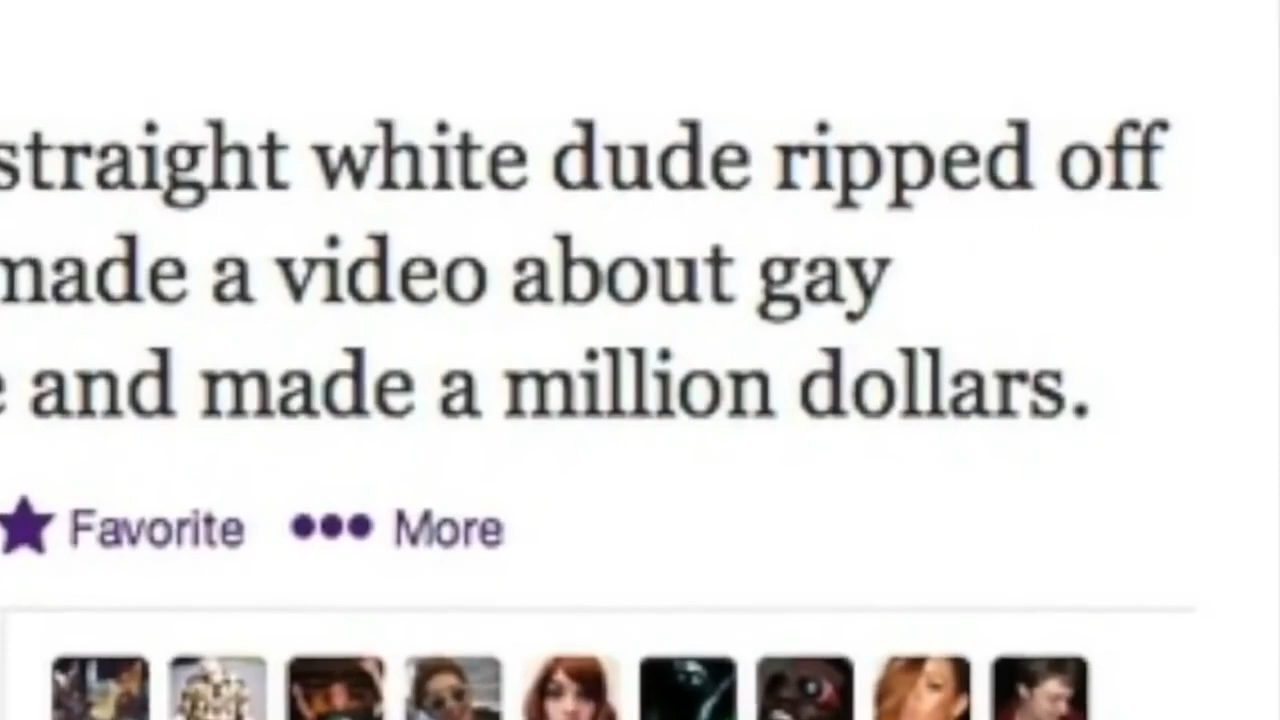 straight white dude ripped off
made a video about gay
and made a million dollars.
Favorite ••• More